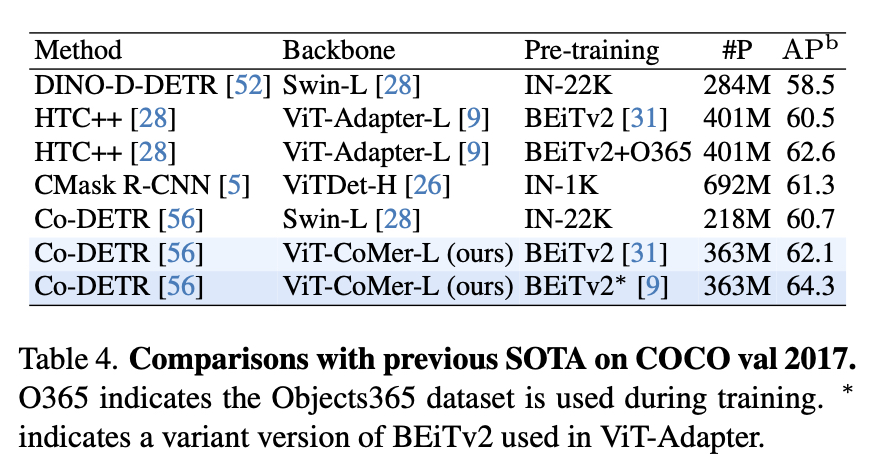 Method Backbone Pre-training #P APᵇ
DINO-D-DETR [52] Swin-L [28] IN-22K 284M 58.5
HTC++ [28] ViT-Adapter-L [9] BEiTv2 [31] 401M 60.5
HTC++ [28] ViT-Adapter-L [9] BEiTv2+O365 401M 62.6
CMask R-CNN [5] ViTDet-H [26] IN-1K 692M 61.3
Co-DETR [56] Swin-L [28] IN-22K 218M 60.7
Co-DETR [56] ViT-CoMer-L (ours) BEiTv2 [31] 363M 62.1
Co-DETR [56] ViT-CoMer-L (ours) BEiTv2* [9] 363M 64.3
Table 4. Comparisons with previous SOTA on COCO val 2017.
O365 indicates the Objects365 dataset is used during training. *
indicates a variant version of BEiTv2 used in ViT-Adapter.